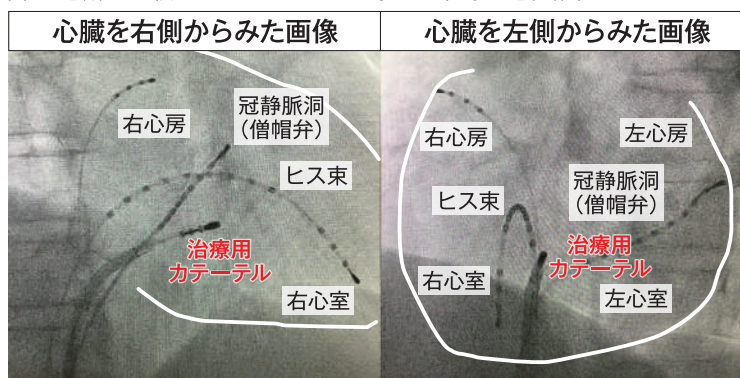 心臓を右側からみた画像
心臓を左側からみた画像
右心房
冠静脈洞
（僧帽弁）
ヒス束
治療用
カテーテル
右心室
右心房
左心房
ヒス束
冠静脈洞
（僧帽弁）
治療用
カテーテル
右心室
左心室